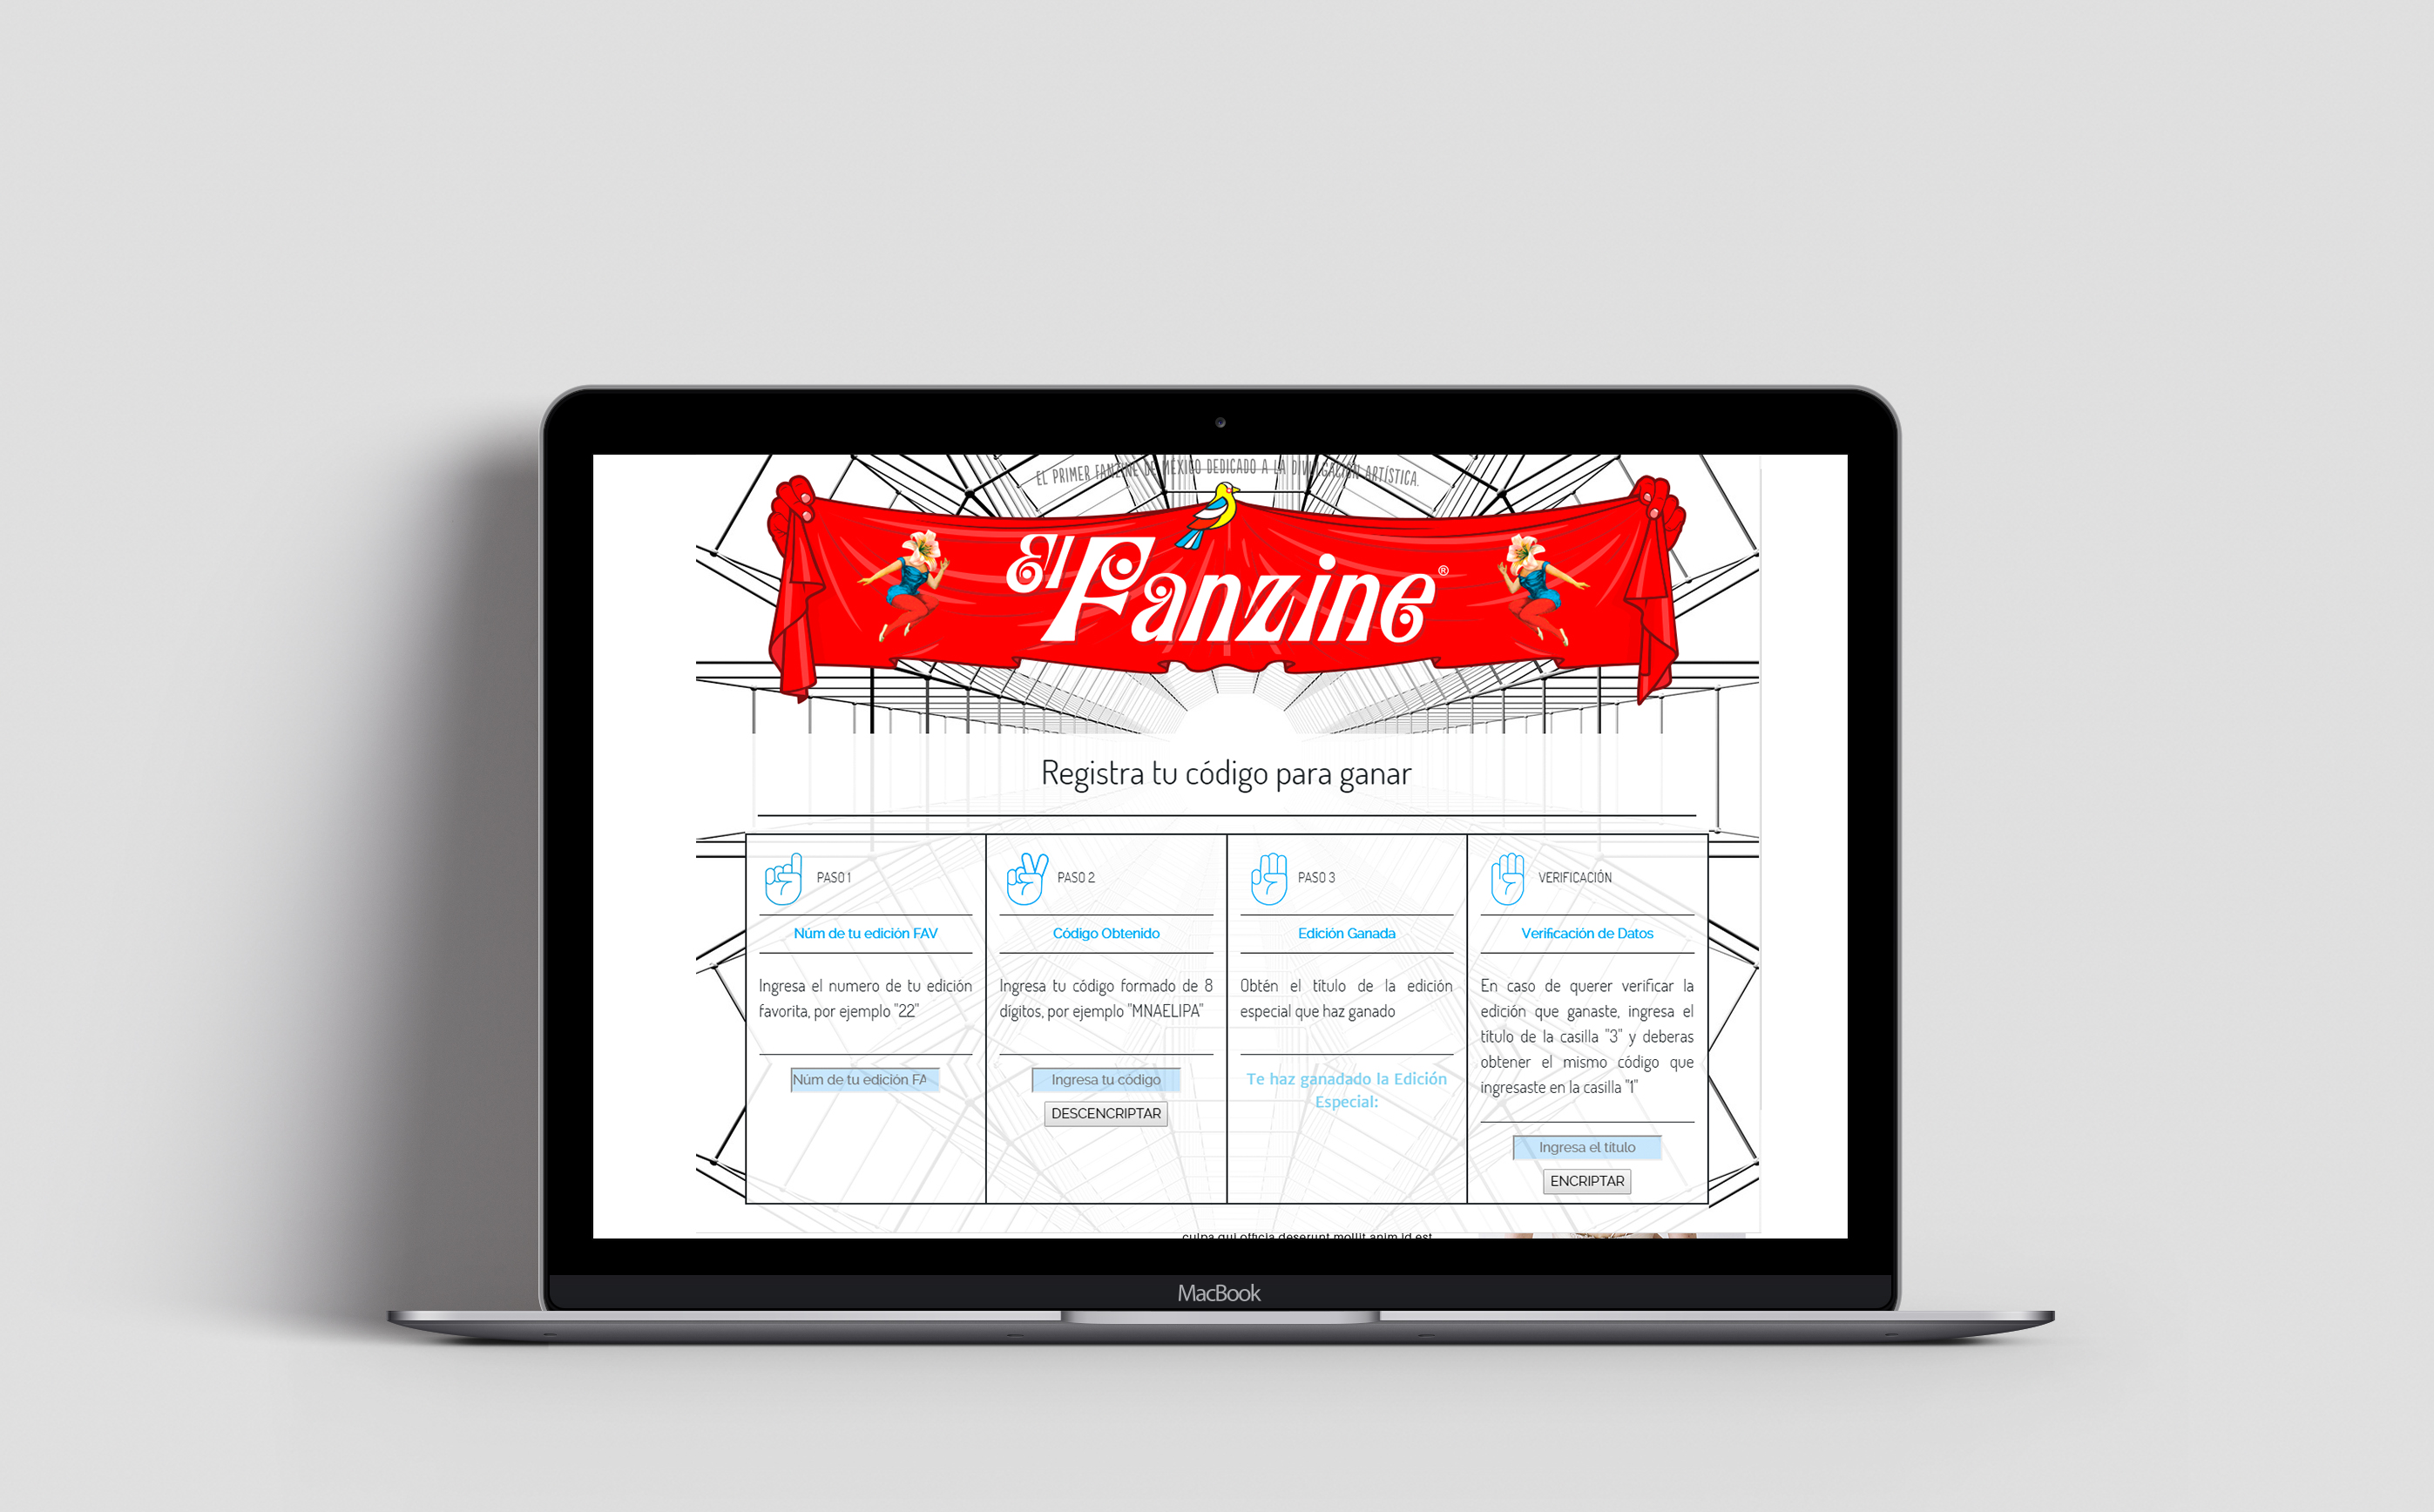 EL PRIMER FANZINE DE MÉXICO DEDICADO A LA DIVULGACIÓN ARTÍSTICA.
El Fanzine®
Registra tu código para ganar
PASO 1
Núm de tu edición FAV
Ingresa el numero de tu edición
favorita, por ejemplo "22"
Núm de tu edición FA
PASO 2
Código Obtenido
Ingresa tu código formado de 8
dígitos, por ejemplo "MNAELIPA"
Ingresa tu código
DESCENCRIPTAR
PASO 3
Edición Ganada
Obtén el título de la edición
especial que haz ganado
Te haz ganadado la Edición
Especial:
VERIFICACIÓN
Verificación de Datos
En caso de querer verificar la
edición que ganaste, ingresa el
título de la casilla "3" y deberas
obtener el mismo código que
ingresaste en la casilla "1"
Ingresa el título
ENCRIPTAR
culpa qui officia deserunt mollit anim id est
MacBook